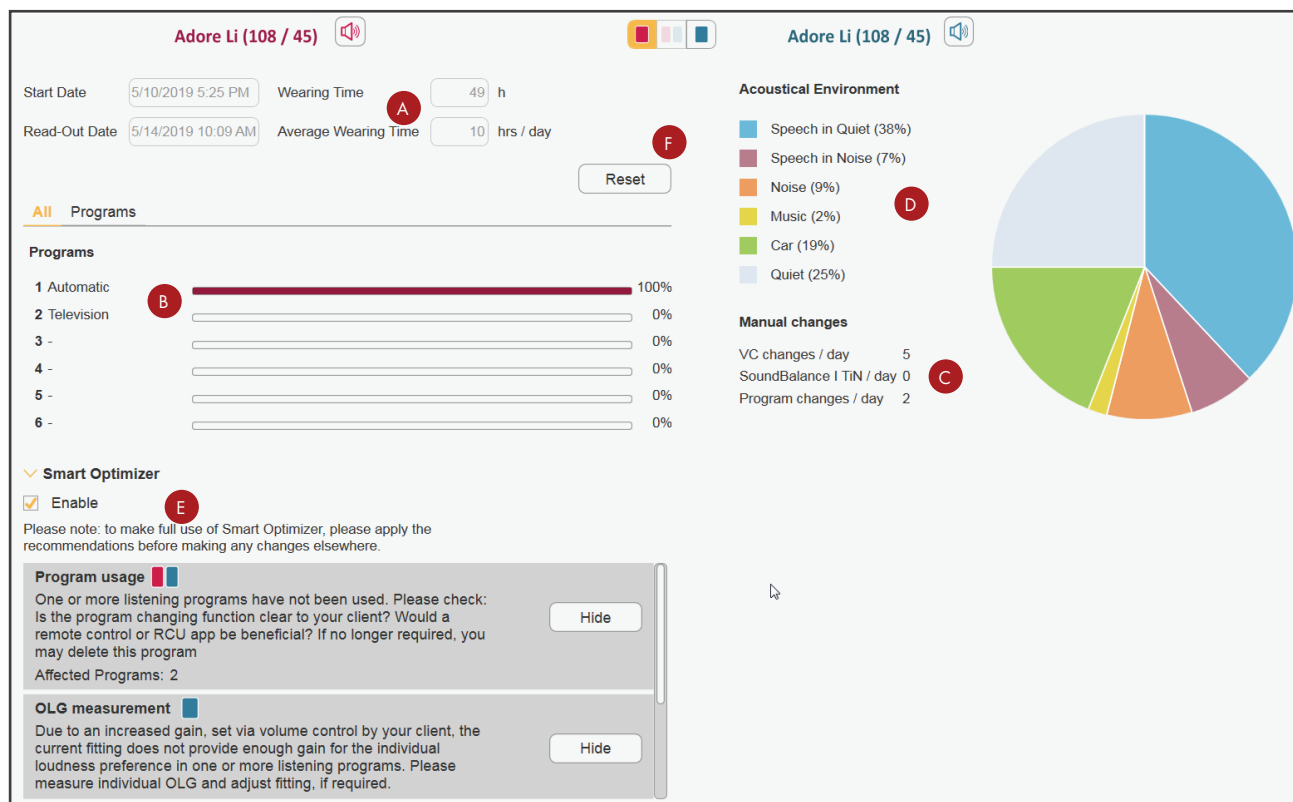 Adore Li (108 / 45)
Adore Li (108 / 45)
Start Date 5/10/2019 5:25 PM Wearing Time 49 h
A
Read-Out Date 5/14/2019 10:09 AM Average Wearing Time 10 hrs / day
F
Reset
All Programs
Programs
1 Automatic 100%
B
2 Television 0%
3 - 0%
4 - 0%
5 - 0%
6 - 0%
Smart Optimizer
Enable
E
Please note: to make full use of Smart Optimizer, please apply the
recommendations before making any changes elsewhere.
Program usage
One or more listening programs have not been used. Please check:
Is the program changing function clear to your client? Would a
remote control or RCU app be beneficial? If no longer required, you
may delete this program
Affected Programs: 2
Hide
OLG measurement
Due to an increased gain, set via volume control by your client, the
current fitting does not provide enough gain for the individual
loudness preference in one or more listening programs. Please
measure individual OLG and adjust fitting, if required.
Hide
Acoustical Environment
Speech in Quiet (38%)
Speech in Noise (7%)
Noise (9%)
D
Music (2%)
Car (19%)
Quiet (25%)
Manual changes
VC changes / day 5
SoundBalance I TiN / day 0
C
Program changes / day 2